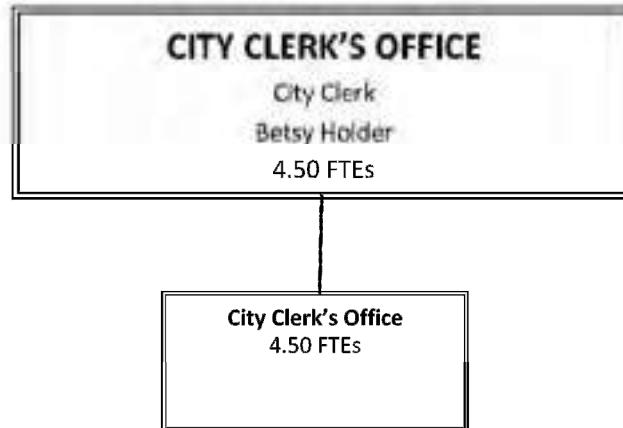 CITY CLERK'S OFFICE
City Clerk
Betsy Holder
4.50 FTEs
City Clerk's Office
4.50 FTEs